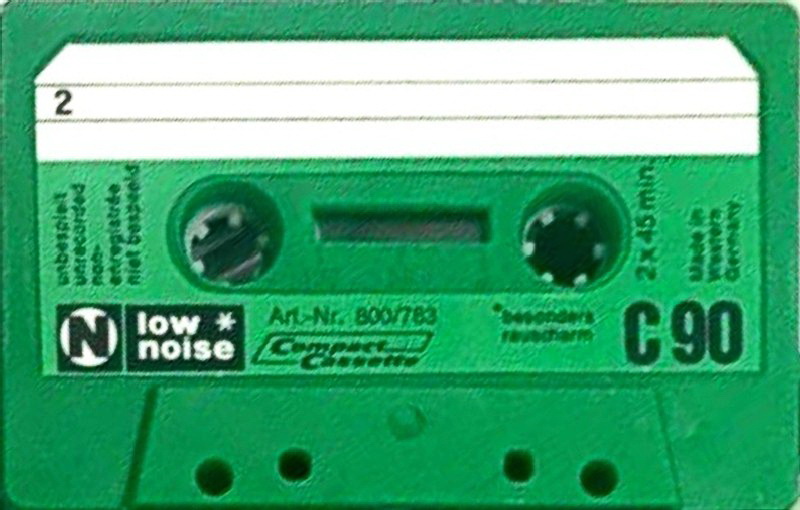 2
unbespielt
unrecorded
non-
enregistrée
niet bespeeld
2 x 45 min.
Made in
Western
Germany
N
low *
noise
Art.-Nr. 800/783
Compact
Cassette
*besonders
rauscharm
C 90